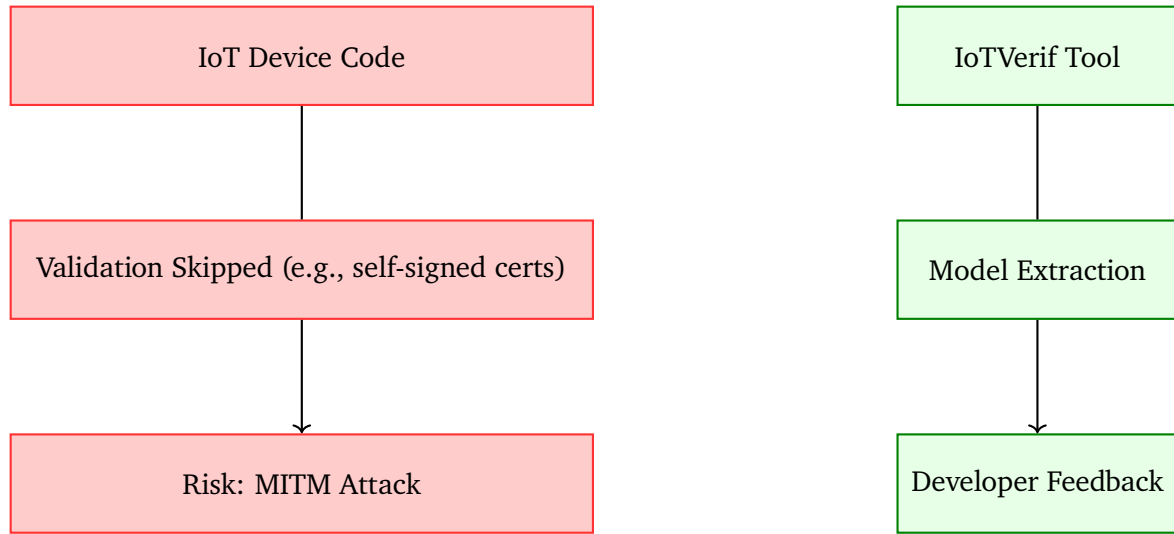 IoT Device Code
Validation Skipped (e.g., self-signed certs)
Risk: MITM Attack
IoTVerif Tool
Model Extraction
Developer Feedback